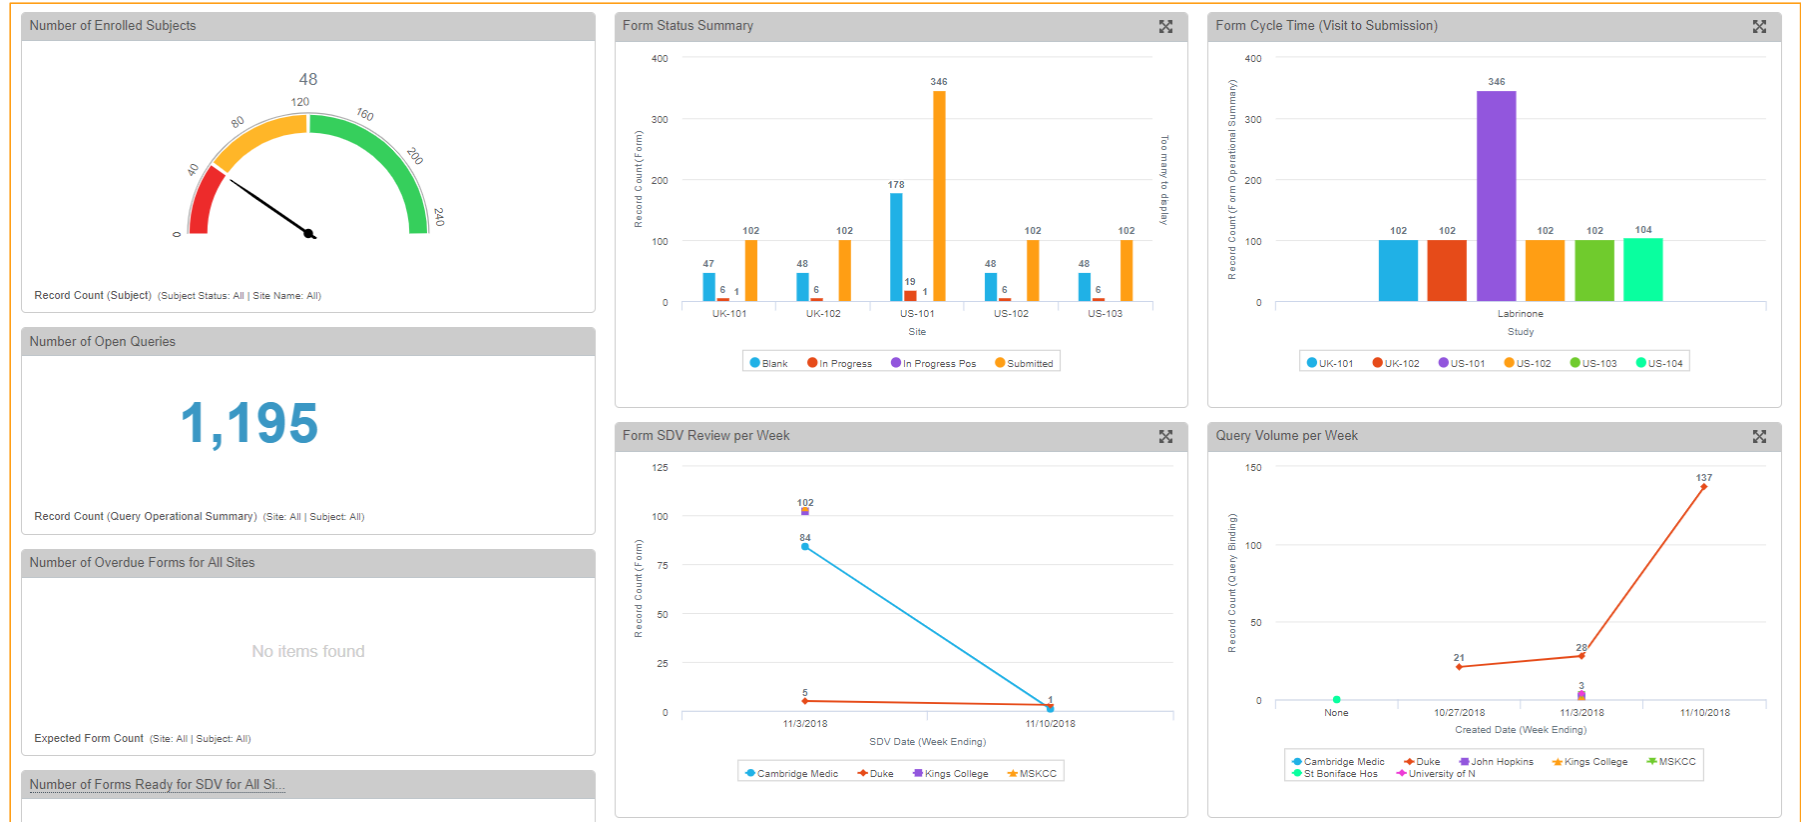 Number of Enrolled Subjects
48
0 40 80 120 160 200 240
Record Count (Subject) (Subject Status: All | Site Name: All)
Number of Open Queries
1,195
Record Count (Query Operational Summary) (Site: All | Subject: All)
Number of Overdue Forms for All Sites
No items found
Expected Form Count (Site: All | Subject: All)
Number of Forms Ready for SDV for All Si...
Form Status Summary
Record Count (Form)
400
300
200
100
0
47 6 1 102
48 6 102
178 19 1 346
48 6 102
48 6 102
Too many to display
UK-101 UK-102 US-101 US-102 US-103
Site
Blank In Progress In Progress Pos Submitted
Form Cycle Time (Visit to Submission)
Record Count (Form Operational Summary)
400
300
200
100
0
102 102 346 102 102 104
Labrinone
Study
UK-101 UK-102 US-101 US-102 US-103 US-104
Form SDV Review per Week
Record Count (Form)
125
100
75
50
25
0
102
84
5
1
11/3/2018 11/10/2018
SDV Date (Week Ending)
Cambridge Medic Duke Kings College MSKCC
Query Volume per Week
Record Count (Query Binding)
150
100
50
0
21
28
137
3
None 10/27/2018 11/3/2018 11/10/2018
Created Date (Week Ending)
Cambridge Medic Duke John Hopkins Kings College MSKCC
St Boniface Hos University of N